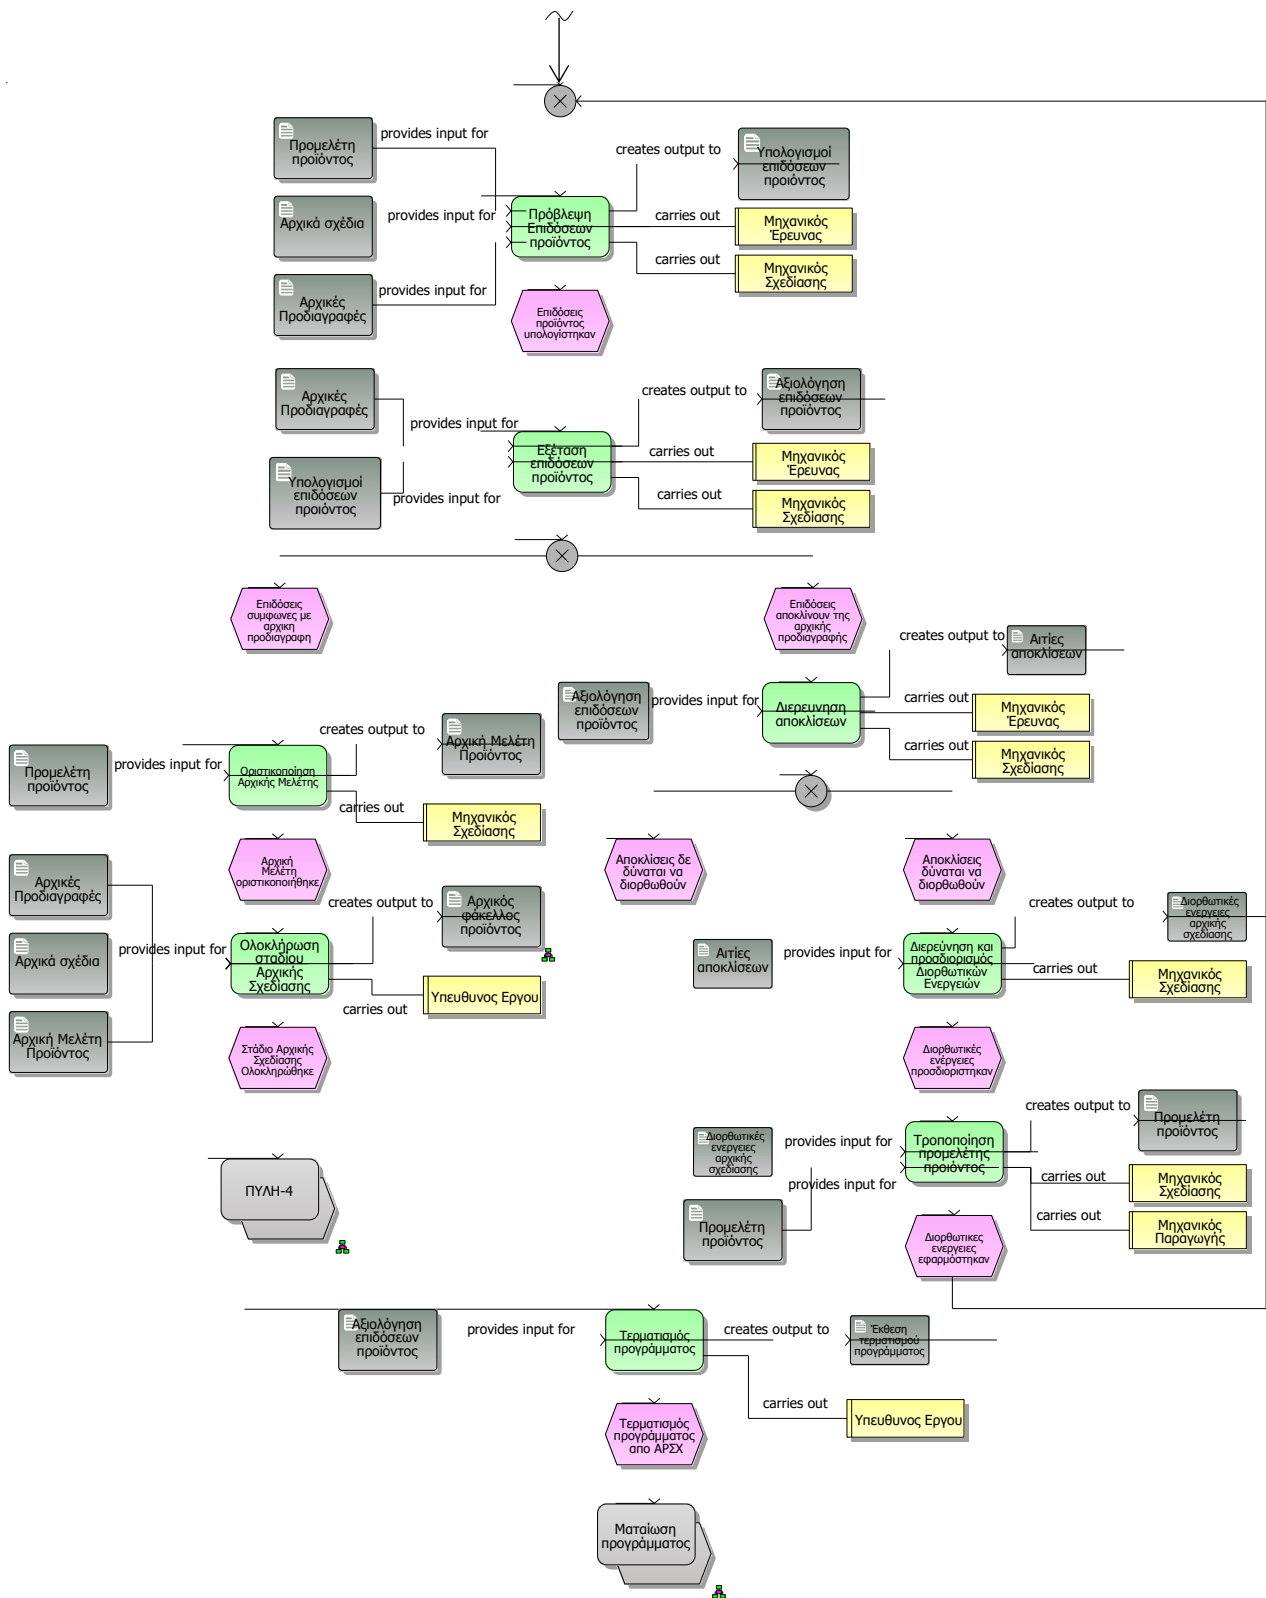 Προμελέτη
προϊόντος
provides input for
creates output to
Υπολογισμοί
επιδόσεων
προιόντος
Αρχικά σχέδια
provides input for
Πρόβλεψη
Επιδόσεων
προϊόντος
carries out
Μηχανικός
Έρευνας
carries out
Μηχανικός
Σχεδίασης
Αρχικές
Προδιαγραφές
provides input for
Επιδόσεις
προϊόντος
υπολογίστηκαν
Αρχικές
Προδιαγραφές
provides input for
creates output to
Αξιολόγηση
επιδόσεων
προϊόντος
Εξέταση
επιδόσεων
προϊόντος
carries out
Μηχανικός
Έρευνας
Υπολογισμοί
επιδόσεων
προιόντος
provides input for
carries out
Μηχανικός
Σχεδίασης
Επιδόσεις
συμφωνες με
αρχικη
προδιαγραφη
Επιδόσεις
αποκλίνουν της
αρχικής
προδιαγραφής
creates output to
Αιτίες
αποκλίσεων
Αξιολόγηση
επιδόσεων
προϊόντος
provides input for
Διερευνηση
αποκλίσεων
carries out
Μηχανικός
Έρευνας
carries out
Μηχανικός
Σχεδίασης
Προμελέτη
προϊόντος
provides input for
Οριστικοποίηση
Αρχικής Μελέτης
creates output to
Αρχική Μελέτη
Προϊόντος
carries out
Μηχανικός
Σχεδίασης
Αρχική
Μελέτη
οριστικοποιήθηκε
Αποκλίσεις δε
δύναται να
διορθωθούν
Αποκλίσεις
δύναται να
διορθωθούν
Αρχικές
Προδιαγραφές
Αρχικά σχέδια
Αρχική Μελέτη
Προϊόντος
provides input for
Ολοκλήρωση
σταδίου
Αρχικής
Σχεδίασης
creates output to
Αρχικός
φάκελλος
προϊόντος
carries out
Υπευθυνος Εργου
Στάδιο Αρχικής
Σχεδίασης
Ολοκληρώθηκε
Αιτίες
αποκλίσεων
provides input for
Διερεύνηση και
προσδιορισμός
Διορθωτικών
Ενεργειών
creates output to
Διορθωτικές
ενεργειες
αρχικής
σχεδίασης
carries out
Μηχανικός
Σχεδίασης
Διορθωτικές
ενέργειες
προσδιοριστηκαν
Διορθωτικές
ενεργειες
αρχικής
σχεδίασης
provides input for
Προμελέτη
προϊόντος
provides input for
Τροποποίηση
προμελέτης
προιόντος
creates output to
Προμελέτη
προϊόντος
carries out
Μηχανικός
Σχεδίασης
carries out
Μηχανικός
Παραγωγής
Διορθωτικες
ενεργειες
εφαρμόστηκαν
ΠΥΛΗ-4
Αξιολόγηση
επιδόσεων
προϊόντος
provides input for
Τερματισμός
προγράμματος
creates output to
Έκθεση
τερματισμού
προγράμματος
carries out
Υπευθυνος Εργου
Τερματισμός
προγράμματος
απο ΑΡΣΧ
Ματαίωση
προγράμματος